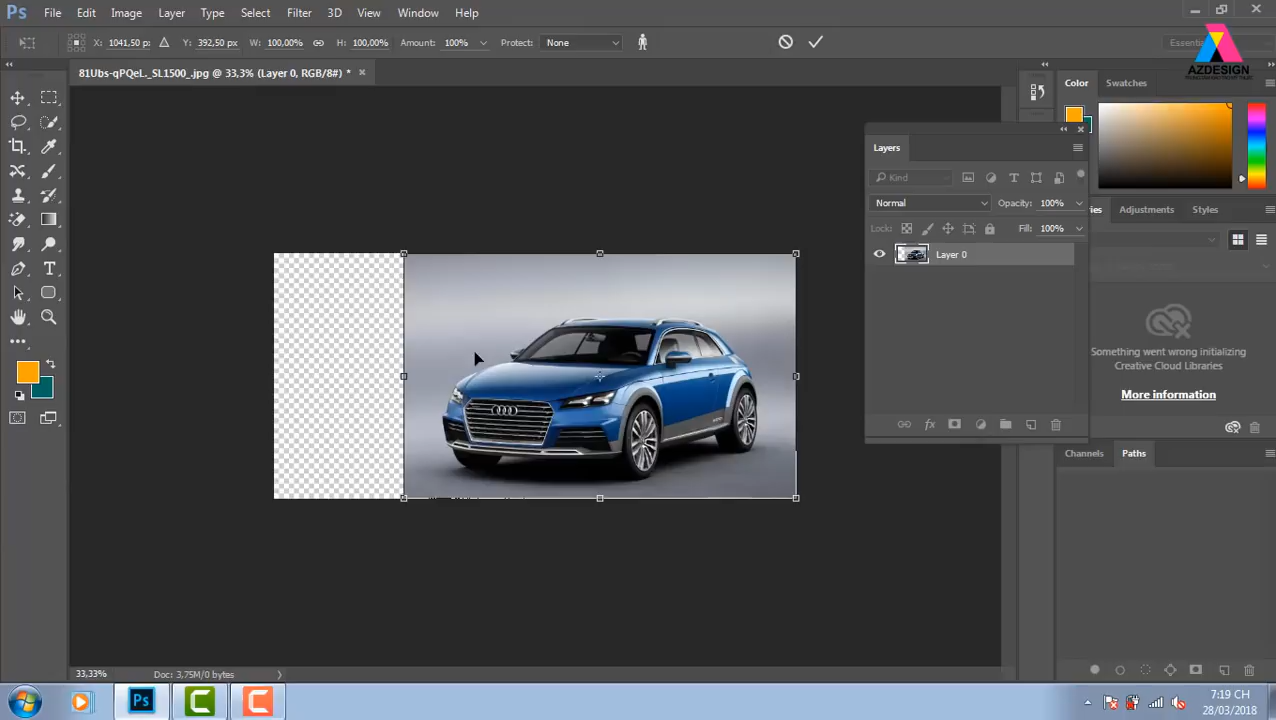 Ps File Edit Image Layer Type Select Filter 3D View Window Help
X: 1041,50 px Y: 392,50 px W: 100,00% H: 100,00% Amount: 100% Protect: None
Essenti
AZDESIGN
81Ubs-qPQeL._SL1500_.jpg @ 33,3% (Layer 0, RGB/8#) *
Color Swatches
Layers
Kind
Normal Opacity: 100%
Lock: Fill: 100%
Layer 0
ies Adjustments Styles
Something went wrong initializing
Creative Cloud Libraries
More information
Channels Paths
33,33% Doc: 3,75M/0 bytes
Ps
7:19 CH
28/03/2018